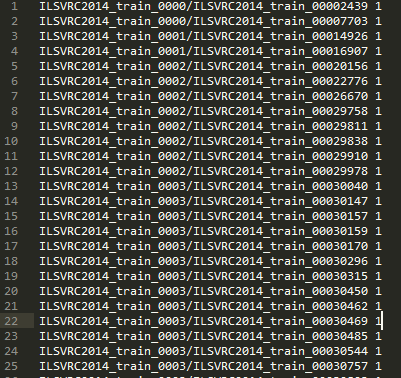 1 ILSVRC2014_train_0000/ILSVRC2014_train_00002439 1
2 ILSVRC2014_train_0000/ILSVRC2014_train_00007703 1
3 ILSVRC2014_train_0001/ILSVRC2014_train_00014926 1
4 ILSVRC2014_train_0001/ILSVRC2014_train_00016907 1
5 ILSVRC2014_train_0002/ILSVRC2014_train_00020156 1
6 ILSVRC2014_train_0002/ILSVRC2014_train_00022776 1
7 ILSVRC2014_train_0002/ILSVRC2014_train_00026670 1
8 ILSVRC2014_train_0002/ILSVRC2014_train_00029758 1
9 ILSVRC2014_train_0002/ILSVRC2014_train_00029811 1
10 ILSVRC2014_train_0002/ILSVRC2014_train_00029838 1
11 ILSVRC2014_train_0002/ILSVRC2014_train_00029910 1
12 ILSVRC2014_train_0002/ILSVRC2014_train_00029978 1
13 ILSVRC2014_train_0003/ILSVRC2014_train_00030040 1
14 ILSVRC2014_train_0003/ILSVRC2014_train_00030147 1
15 ILSVRC2014_train_0003/ILSVRC2014_train_00030157 1
16 ILSVRC2014_train_0003/ILSVRC2014_train_00030159 1
17 ILSVRC2014_train_0003/ILSVRC2014_train_00030170 1
18 ILSVRC2014_train_0003/ILSVRC2014_train_00030296 1
19 ILSVRC2014_train_0003/ILSVRC2014_train_00030315 1
20 ILSVRC2014_train_0003/ILSVRC2014_train_00030450 1
21 ILSVRC2014_train_0003/ILSVRC2014_train_00030462 1
22 ILSVRC2014_train_0003/ILSVRC2014_train_00030469 1
23 ILSVRC2014_train_0003/ILSVRC2014_train_00030485 1
24 ILSVRC2014_train_0003/ILSVRC2014_train_00030544 1
25 ILSVRC2014_train_0003/ILSVRC2014_train_00030757 1